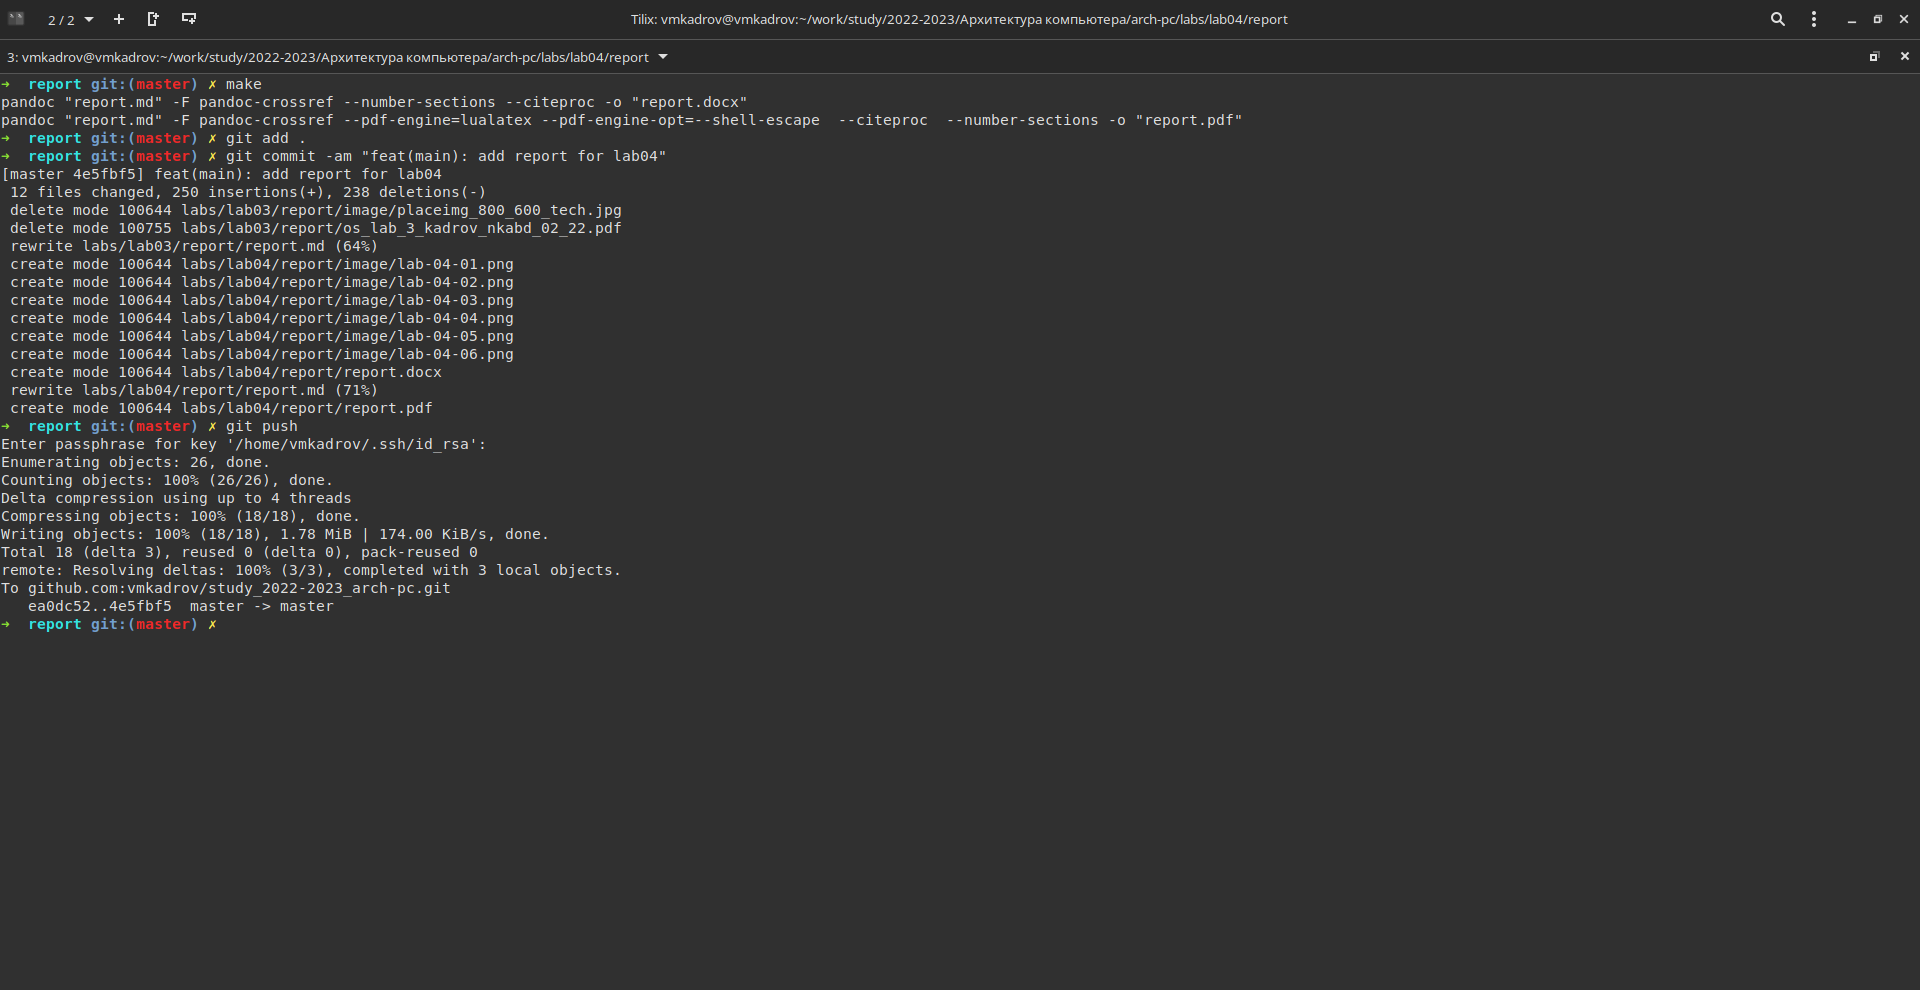 2 / 2
Tilix: vmkadrov@vmkadrov:~/work/study/2022-2023/Архитектура компьютера/arch-pc/labs/lab04/report
3: vmkadrov@vmkadrov:~/work/study/2022-2023/Архитектура компьютера/arch-pc/labs/lab04/report
➜  report git:(master) ✗ make
pandoc "report.md" -F pandoc-crossref --number-sections --citeproc -o "report.docx"
pandoc "report.md" -F pandoc-crossref --pdf-engine=lualatex --pdf-engine-opt=--shell-escape  --citeproc  --number-sections -o "report.pdf"
➜  report git:(master) ✗ git add .
➜  report git:(master) ✗ git commit -am "feat(main): add report for lab04"
[master 4e5fbf5] feat(main): add report for lab04
 12 files changed, 250 insertions(+), 238 deletions(-)
 delete mode 100644 labs/lab03/report/image/placeimg_800_600_tech.jpg
 delete mode 100755 labs/lab03/report/os_lab_3_kadrov_nkabd_02_22.pdf
 rewrite labs/lab03/report/report.md (64%)
 create mode 100644 labs/lab04/report/image/lab-04-01.png
 create mode 100644 labs/lab04/report/image/lab-04-02.png
 create mode 100644 labs/lab04/report/image/lab-04-03.png
 create mode 100644 labs/lab04/report/image/lab-04-04.png
 create mode 100644 labs/lab04/report/image/lab-04-05.png
 create mode 100644 labs/lab04/report/image/lab-04-06.png
 create mode 100644 labs/lab04/report/report.docx
 rewrite labs/lab04/report/report.md (71%)
 create mode 100644 labs/lab04/report/report.pdf
➜  report git:(master) ✗ git push
Enter passphrase for key '/home/vmkadrov/.ssh/id_rsa':
Enumerating objects: 26, done.
Counting objects: 100% (26/26), done.
Delta compression using up to 4 threads
Compressing objects: 100% (18/18), done.
Writing objects: 100% (18/18), 1.78 MiB | 174.00 KiB/s, done.
Total 18 (delta 3), reused 0 (delta 0), pack-reused 0
remote: Resolving deltas: 100% (3/3), completed with 3 local objects.
To github.com:vmkadrov/study_2022-2023_arch-pc.git
   ea0dc52..4e5fbf5  master -> master
➜  report git:(master) ✗